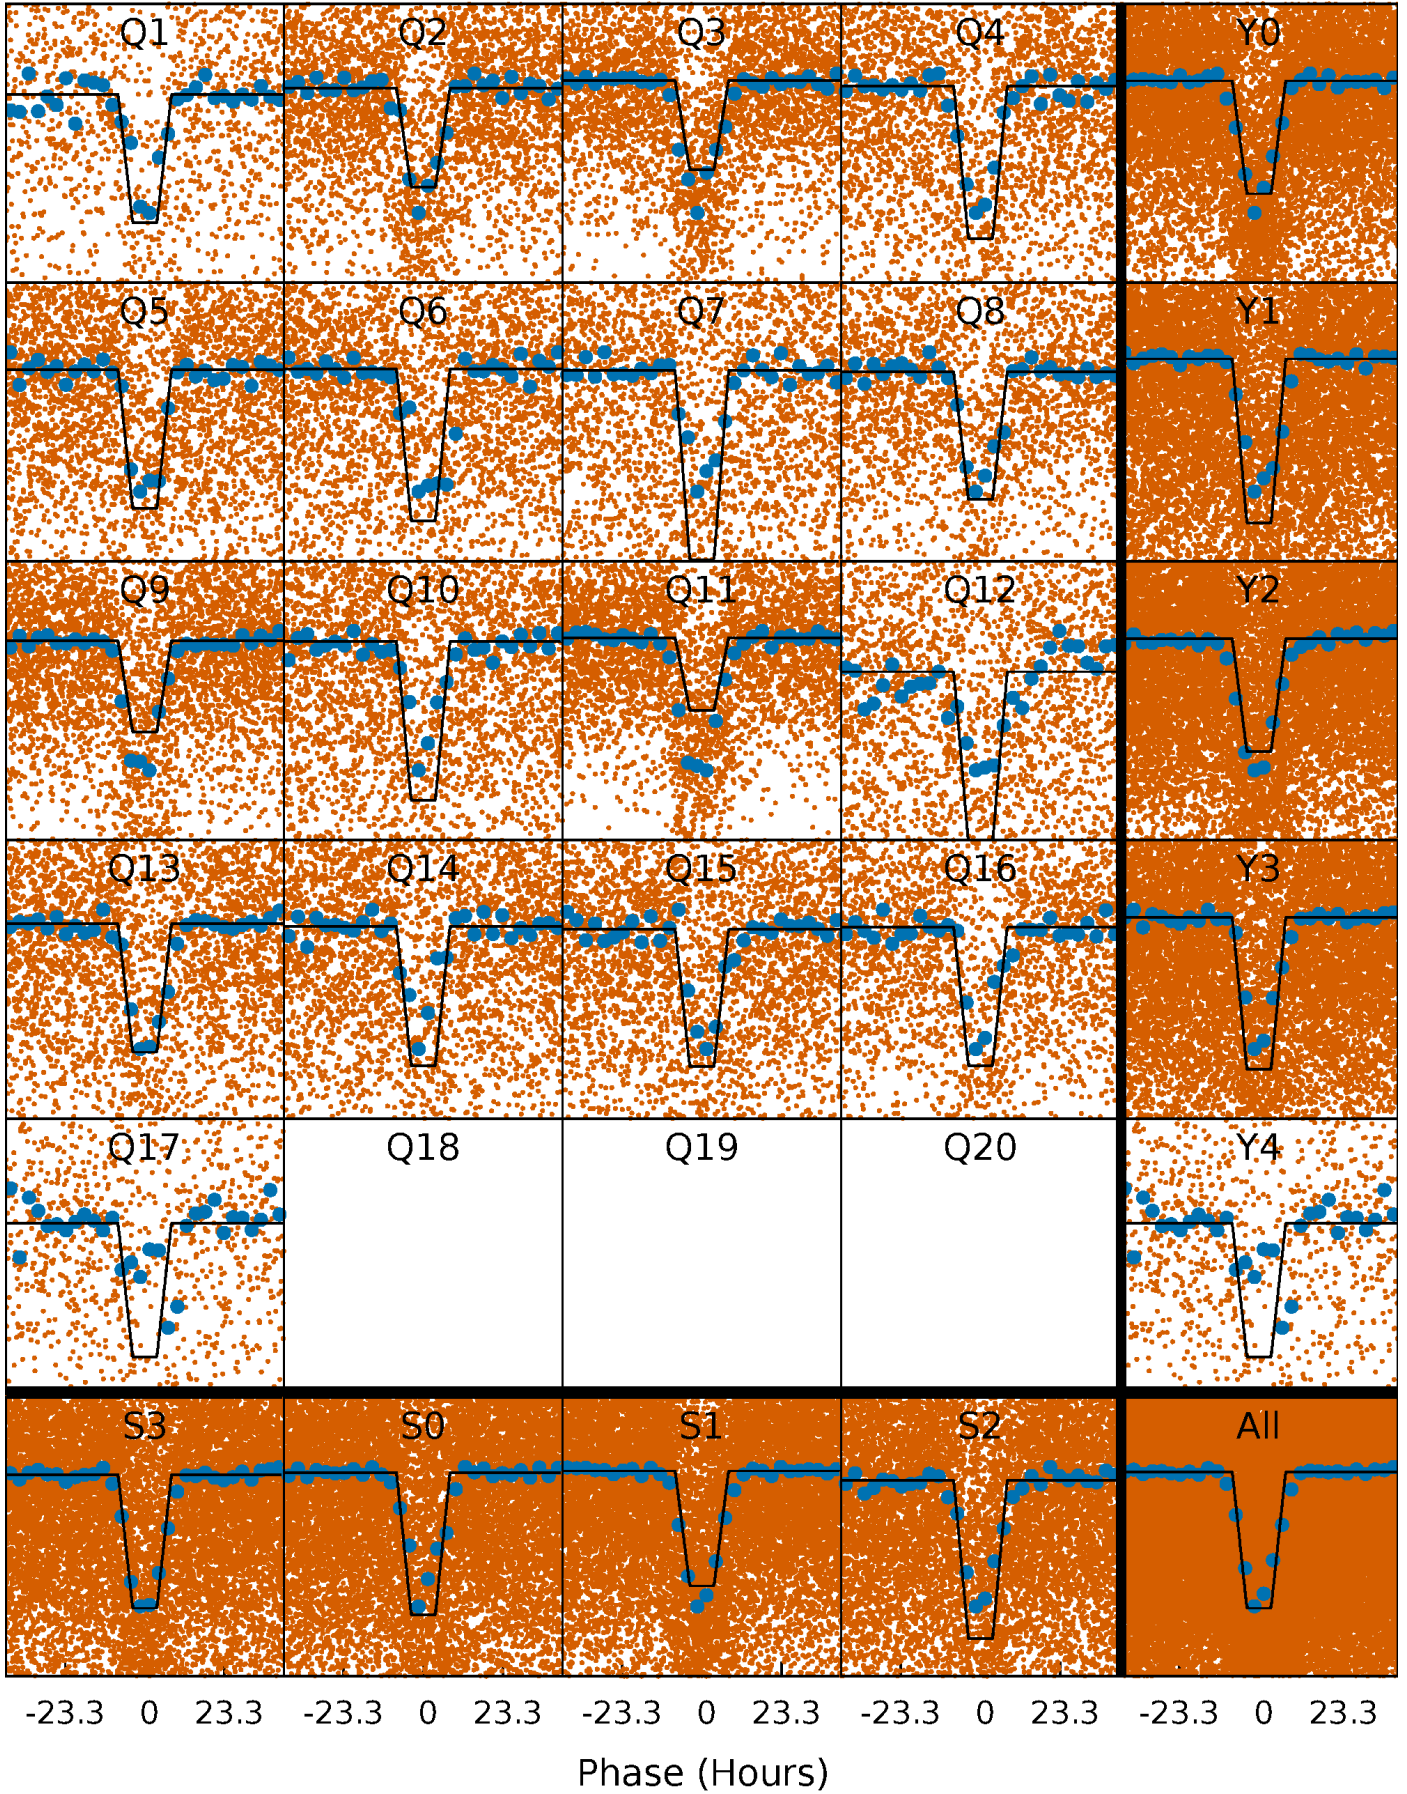 Q1 Q2 Q3 Q4 Y0
Q5 Q6 Q7 Q8 Y1
Q9 Q10 Q11 Q12 Y2
Q13 Q14 Q15 Q16 Y3
Q17 Q18 Q19 Q20 Y4
S3 S0 S1 S2 All
-23.3 0 23.3 -23.3 0 23.3 -23.3 0 23.3 -23.3 0 23.3 -23.3 0 23.3
Phase (Hours)